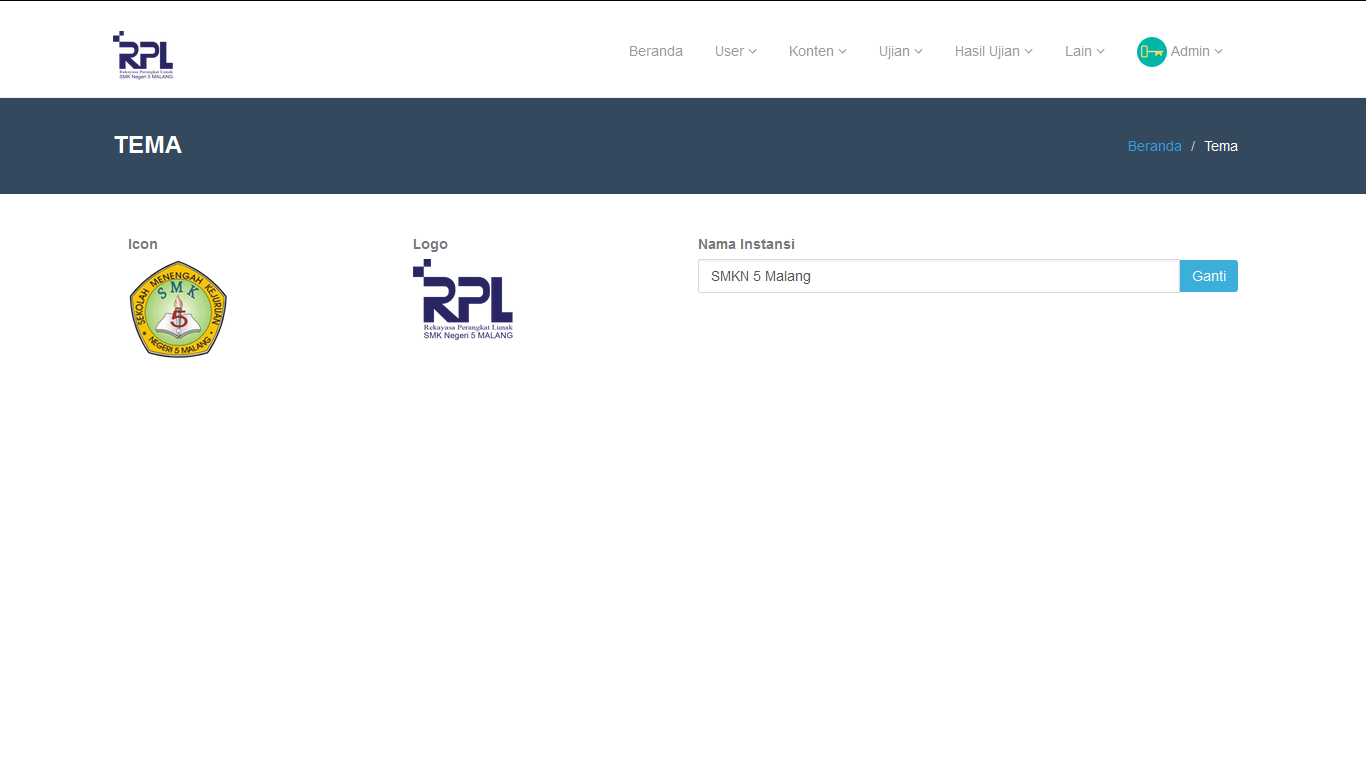 RPL
Rekayasa Perangkat Lunak
SMK Negeri 5 MALANG
Beranda
User
Konten
Ujian
Hasil Ujian
Lain
Admin
TEMA
Beranda / Tema
Icon
Logo
Nama Instansi
SEKOLAH MENENGAH KEJURUAN
SMK
5
NEGERI 5 MALANG
RPL
Rekayasa Perangkat Lunak
SMK Negeri 5 MALANG
SMKN 5 Malang
Ganti